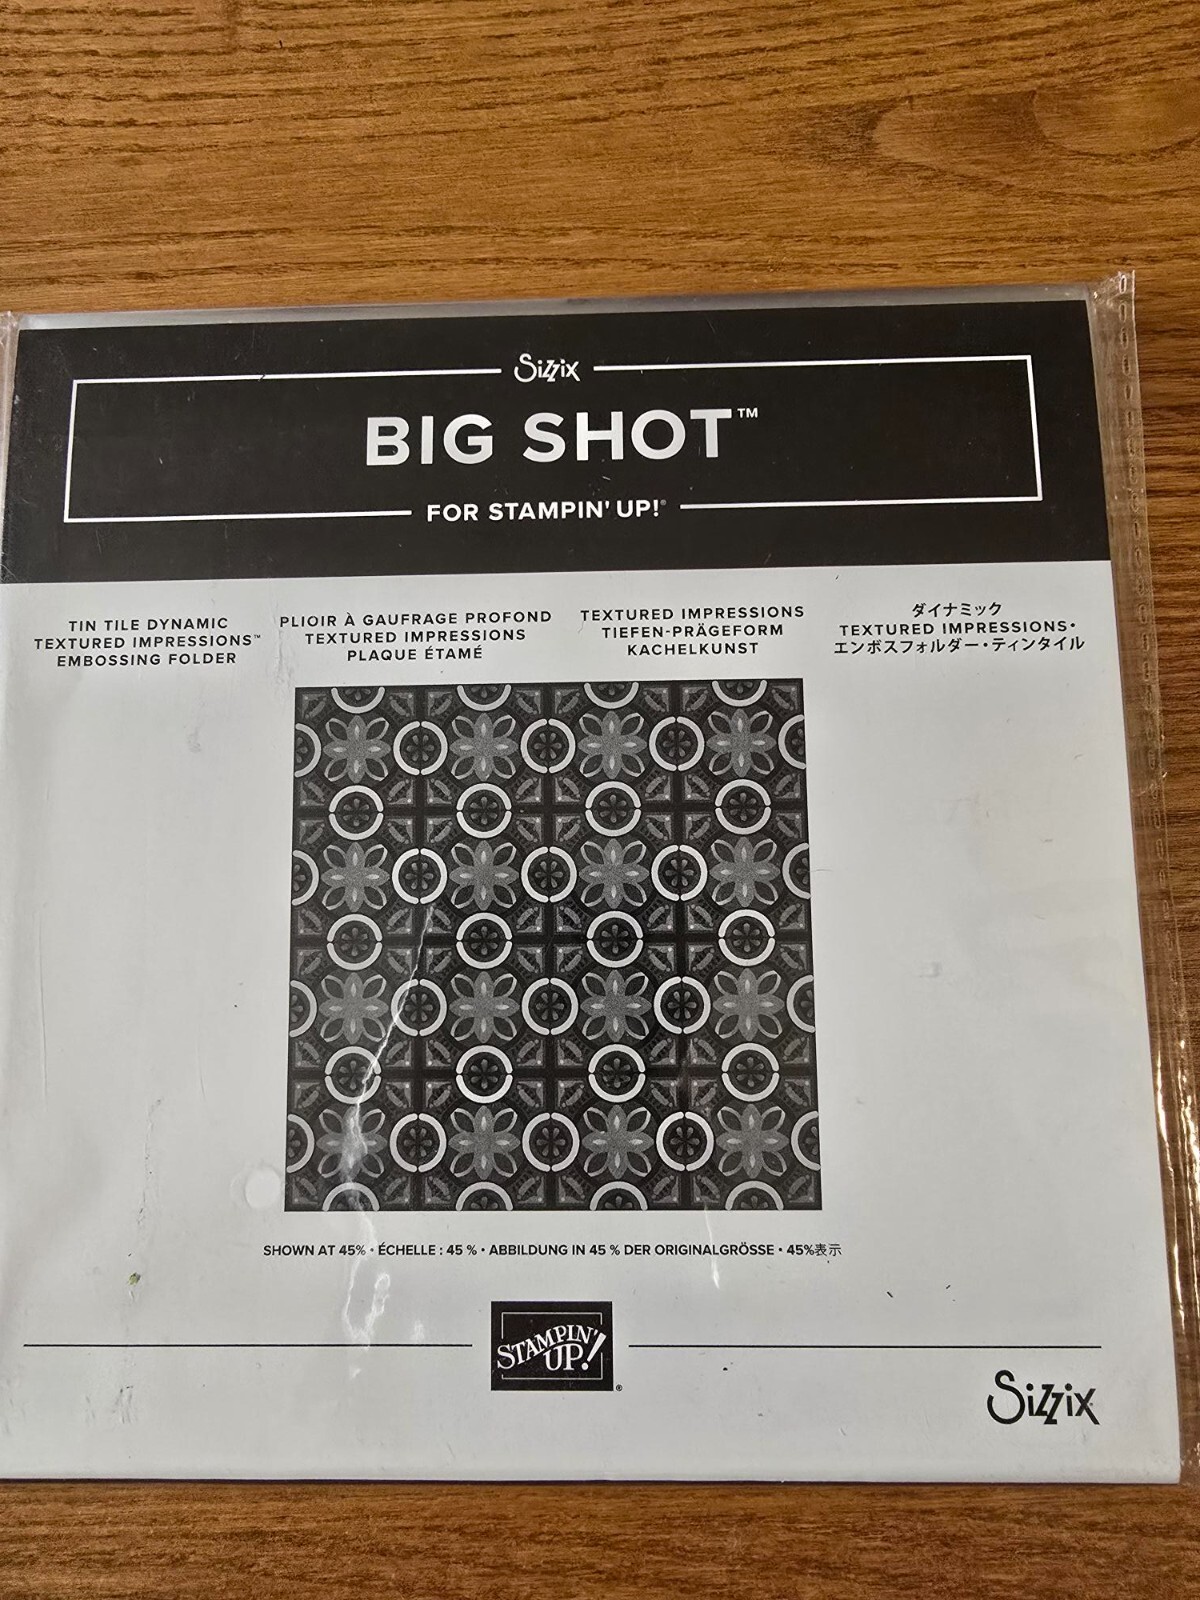 Sizzix
BIG SHOT™
FOR STAMPIN' UP!®
TIN TILE DYNAMIC
TEXTURED IMPRESSIONS™
EMBOSSING FOLDER
PLIOIR À GAUFRAGE PROFOND
TEXTURED IMPRESSIONS
PLAQUE ÉTAMÉ
TEXTURED IMPRESSIONS
TIEFEN-PRÄGEFORM
KACHELKUNST
ダイナミック
TEXTURED IMPRESSIONS・
エンボスフォルダー・ティンタイル
SHOWN AT 45% • ÉCHELLE : 45 % • ABBILDUNG IN 45 % DER ORIGINALGRÖSSE • 45%表示
STAMPIN'
UP!®
Sizzix